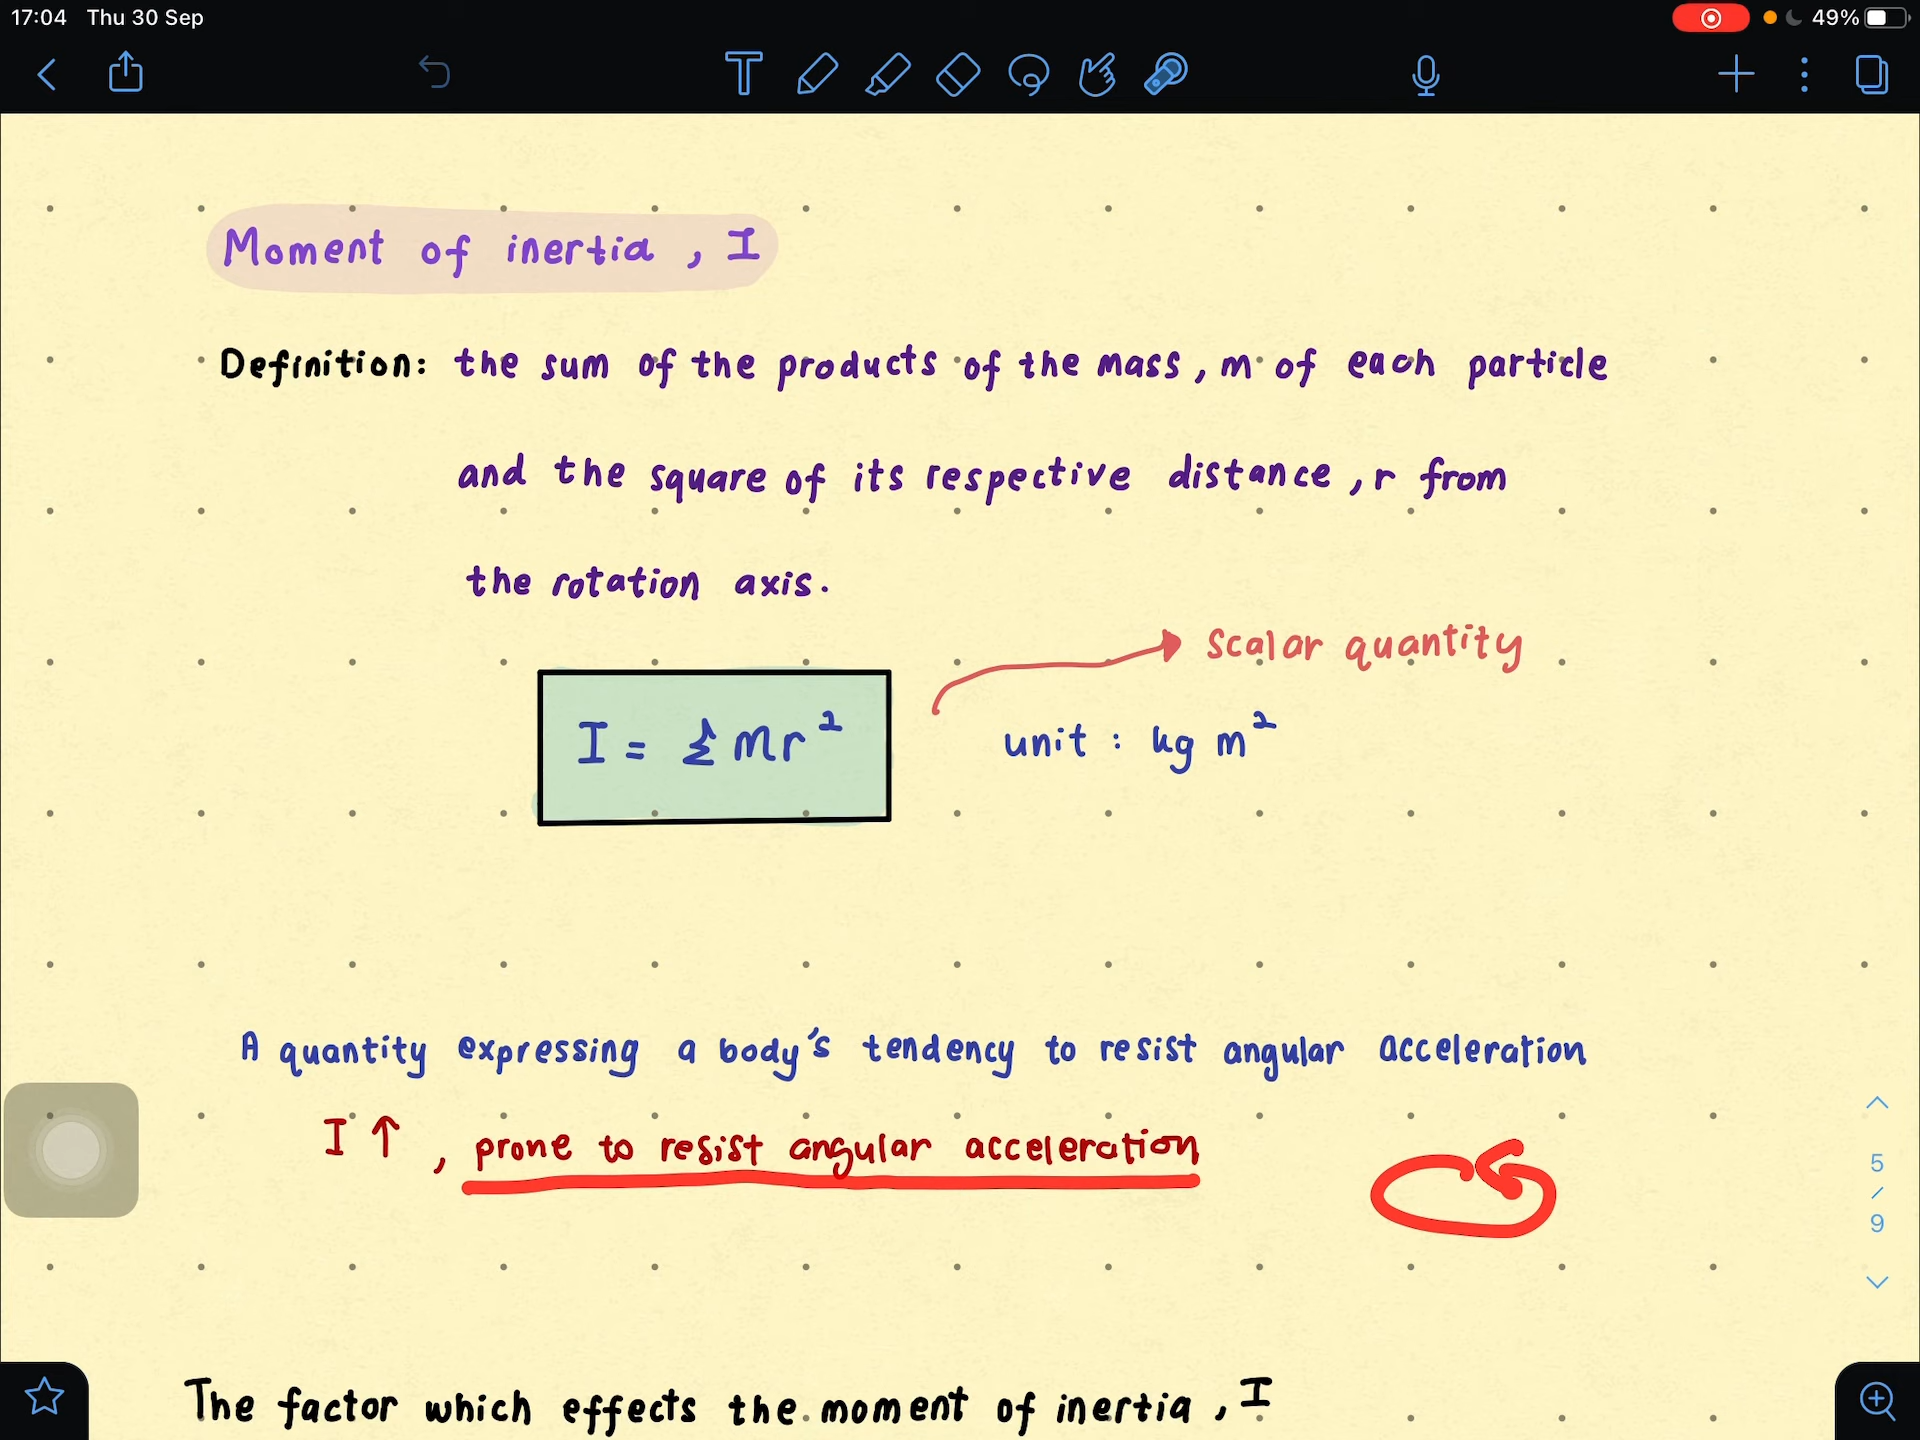 17:04 Thu 30 Sep
49%
T
Moment of inertia , I
Definition: the sum of the products of the mass , m of each particle
and the square of its respective distance , r from
the rotation axis.
scalar quantity
I = Σ mr²
unit : kg m²
A quantity expressing a body's tendency to resist angular acceleration
I ↑ , prone to resist angular acceleration
5
/
9
The factor which effects the moment of inertia , I